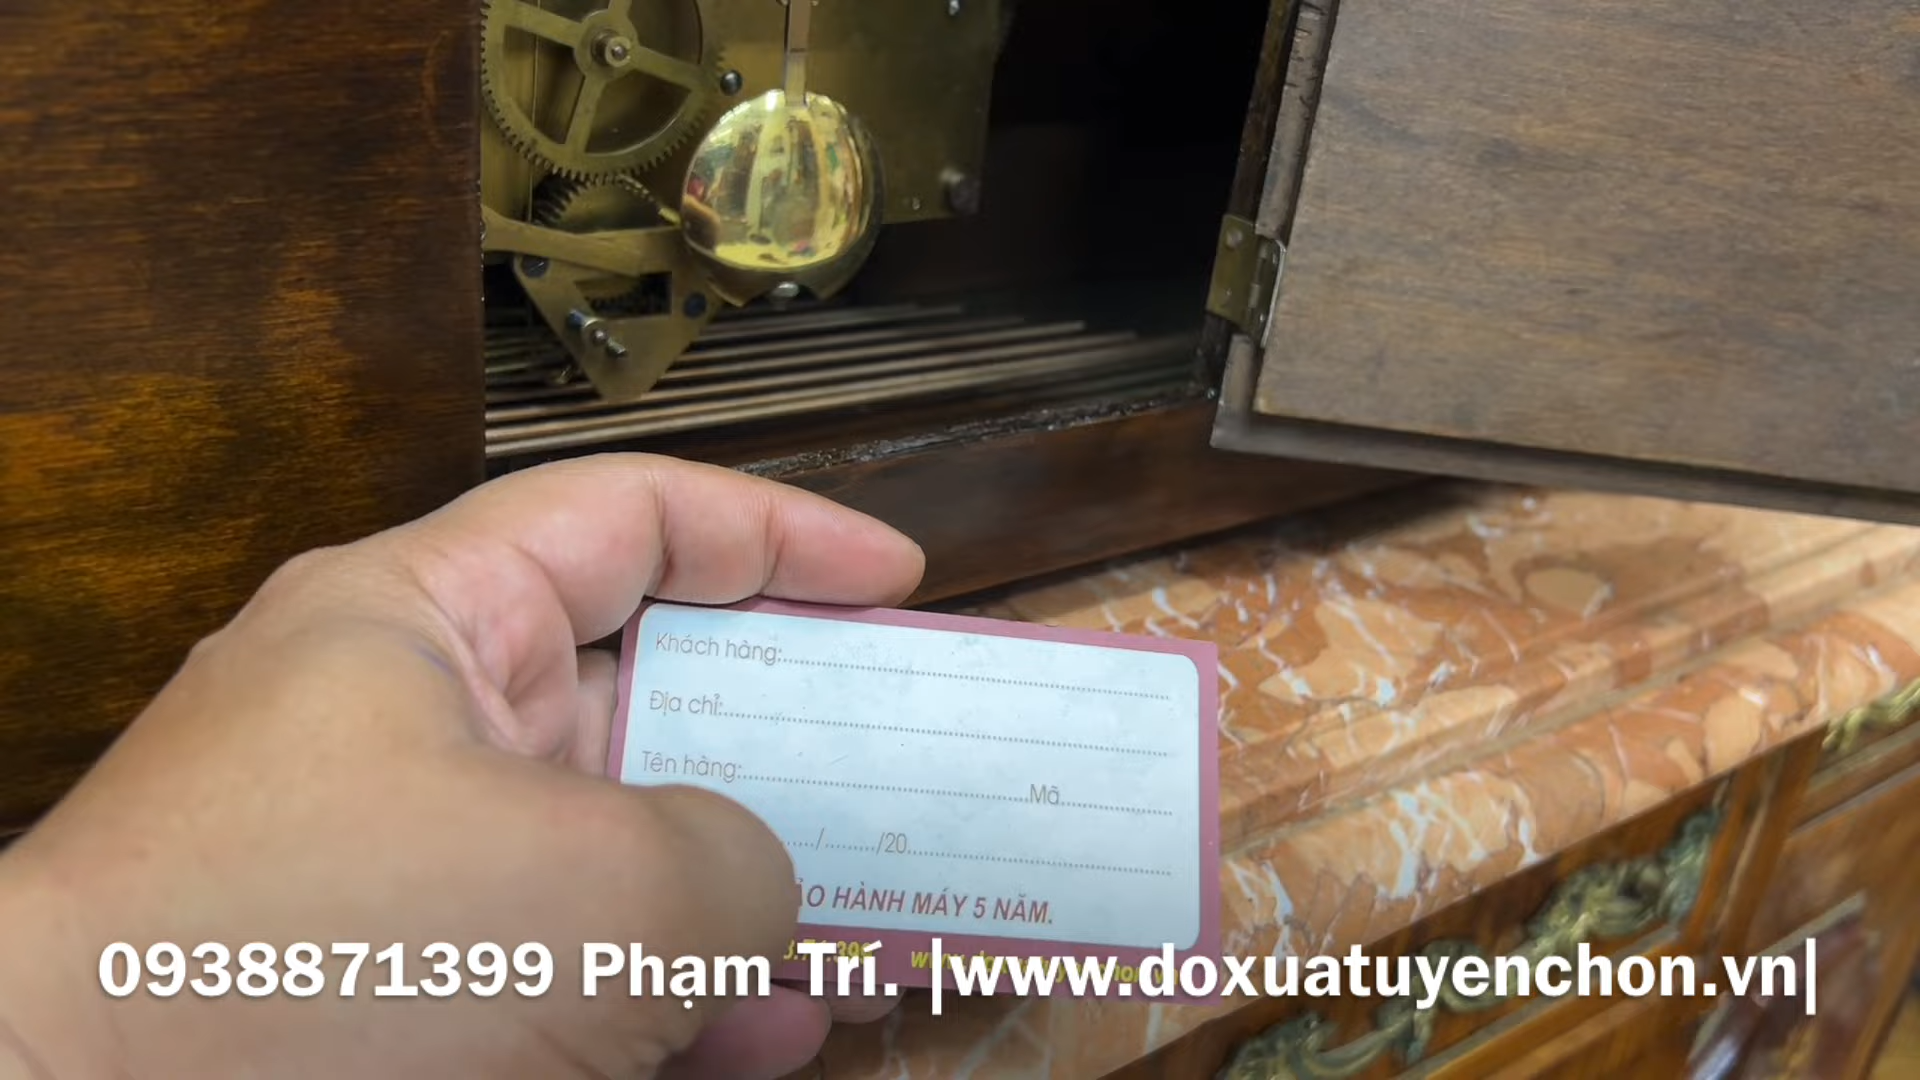 Khách hàng:
Địa chỉ:
Tên hàng: Mã
/ /20
HÀNH MÁY 5 NĂM.
0938871399 Phạm Trí. |www.doxuatuyenchon.vn|